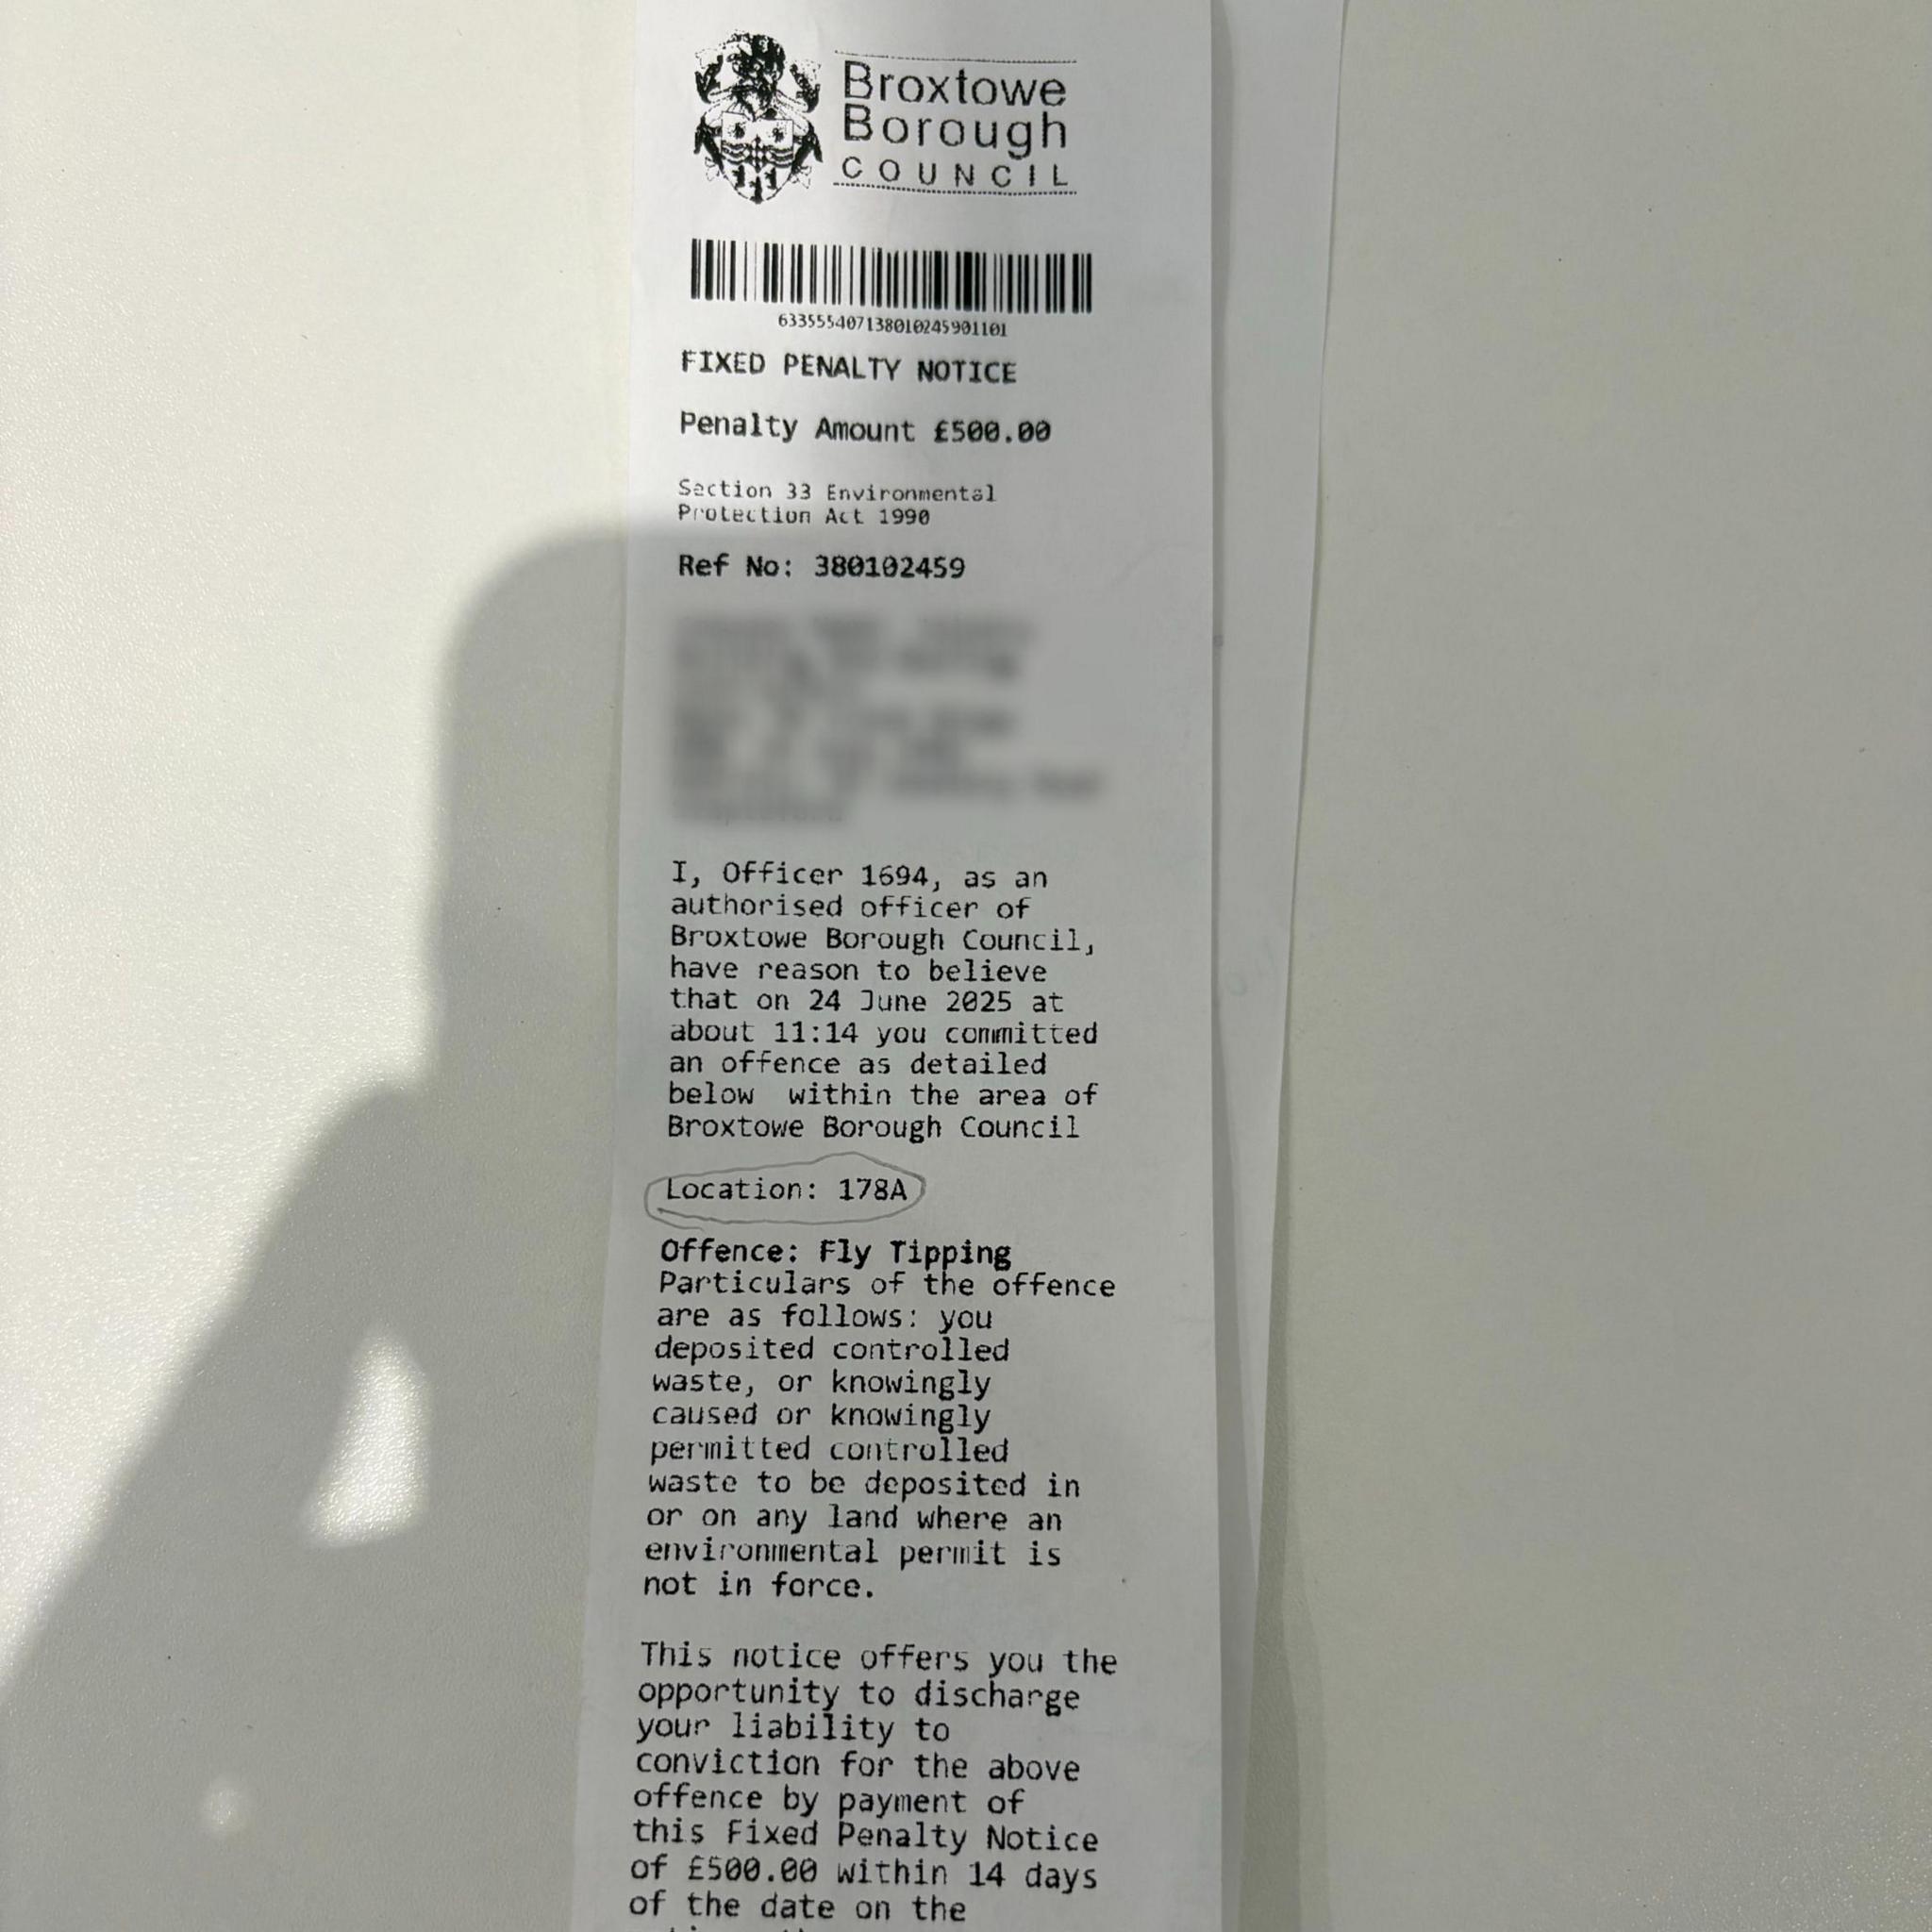 Broxtowe
Borough
COUNCIL
633555407138010245901101
FIXED PENALTY NOTICE
Penalty Amount £500.00
Section 33 Environmental
Protection Act 1990
Ref No: 380102459
I, Officer 1694, as an
authorised officer of
Broxtowe Borough Council,
have reason to believe
that on 24 June 2025 at
about 11:14 you committed
an offence as detailed
below within the area of
Broxtowe Borough Council
Location: 178A
Offence: Fly Tipping
Particulars of the offence
are as follows: you
deposited controlled
waste, or knowingly
caused or knowingly
permitted controlled
waste to be deposited in
or on any land where an
environmental permit is
not in force.
This notice offers you the
opportunity to discharge
your liability to
conviction for the above
offence by payment of
this Fixed Penalty Notice
of £500.00 within 14 days
of the date on the